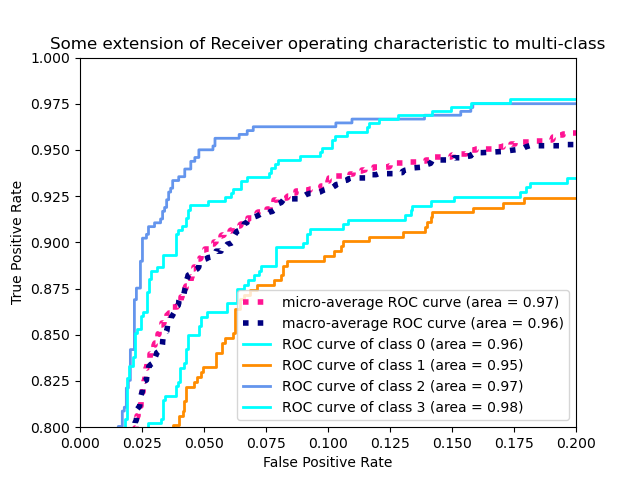 Some extension of Receiver operating characteristic to multi-class
1.000
0.975
0.950
0.925
0.900
0.875
0.850
0.825
0.800
True Positive Rate
micro-average ROC curve (area = 0.97)
macro-average ROC curve (area = 0.96)
ROC curve of class 0 (area = 0.96)
ROC curve of class 1 (area = 0.95)
ROC curve of class 2 (area = 0.97)
ROC curve of class 3 (area = 0.98)
0.000 0.025 0.050 0.075 0.100 0.125 0.150 0.175 0.200
False Positive Rate